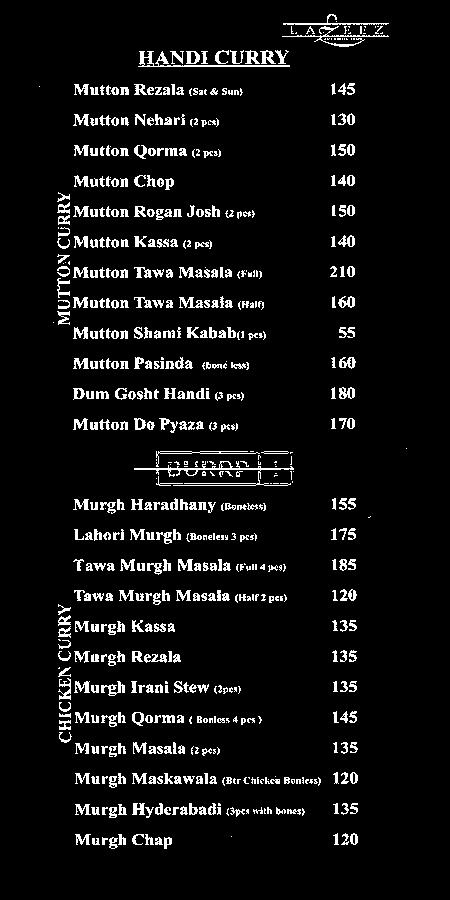 LAZEEZ
HANDI CURRY
MUTTON CURRY
Mutton Rezala (Sat & Sun) 145
Mutton Nehari (2 pcs) 130
Mutton Qorma (2 pcs) 150
Mutton Chop 140
Mutton Rogan Josh (2 pcs) 150
Mutton Kassa (2 pcs) 140
Mutton Tawa Masala (Full) 210
Mutton Tawa Masala (Half) 160
Mutton Shami Kabab(1 pcs) 55
Mutton Pasinda (bone less) 160
Dum Gosht Handi (3 pcs) 180
Mutton Do Pyaza (3 pcs) 170
CHICKEN CURRY
Murgh Haradhany (Boneless) 155
Lahori Murgh (Boneless 3 pcs) 175
Tawa Murgh Masala (Full 4 pcs) 185
Tawa Murgh Masala (Half 2 pcs) 120
Murgh Kassa 135
Murgh Rezala 135
Murgh Irani Stew (2pcs) 135
Murgh Qorma ( Bonless 4 pcs ) 145
Murgh Masala (2 pcs) 135
Murgh Maskawala (Btr Chicken Bonless) 120
Murgh Hyderabadi (3pcs with bones) 135
Murgh Chap 120